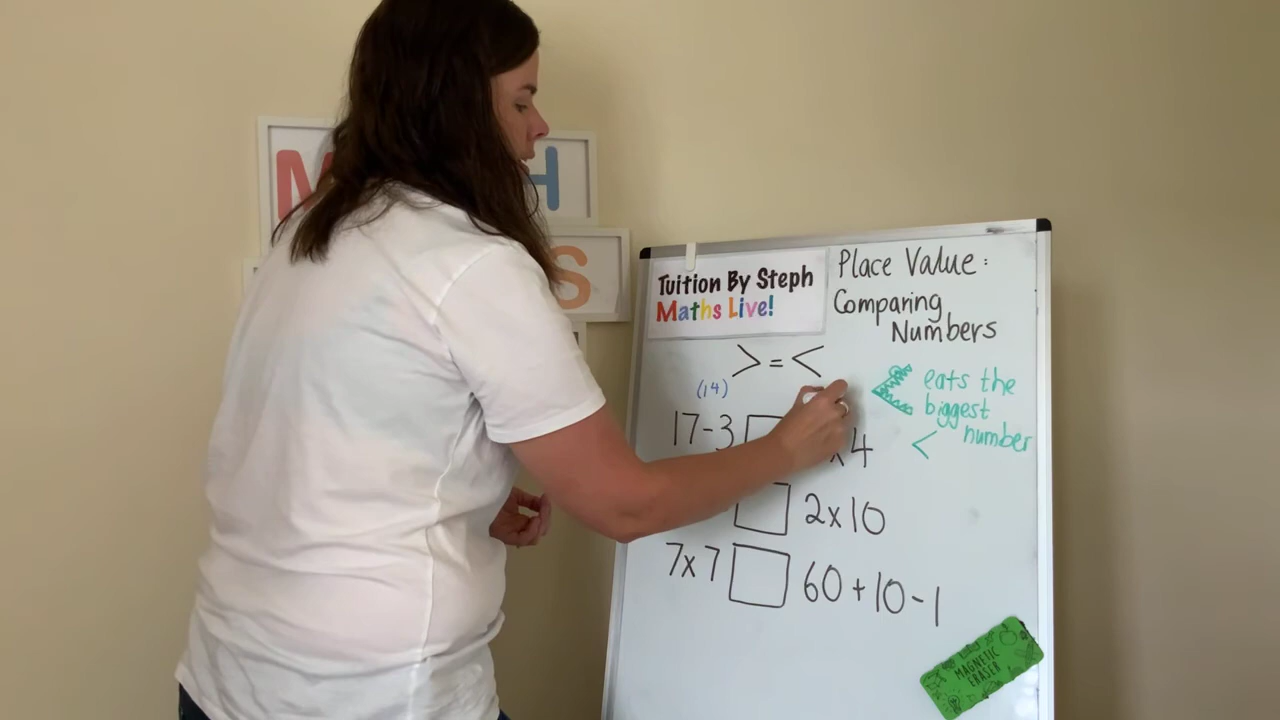 M
H
S
Tuition By Steph
Maths Live!
Place Value:
Comparing
Numbers
> = <
(14)
17-3
x4
eats the
biggest
number
<
2x10
7x7
60+10-1
MAGNETIC
ERASER